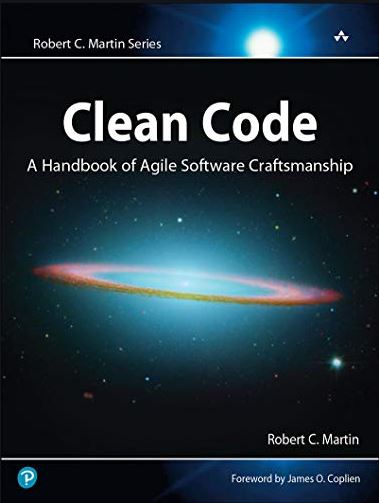 Robert C. Martin Series
Clean Code
A Handbook of Agile Software Craftsmanship
Robert C. Martin
P
Foreword by James O. Coplien